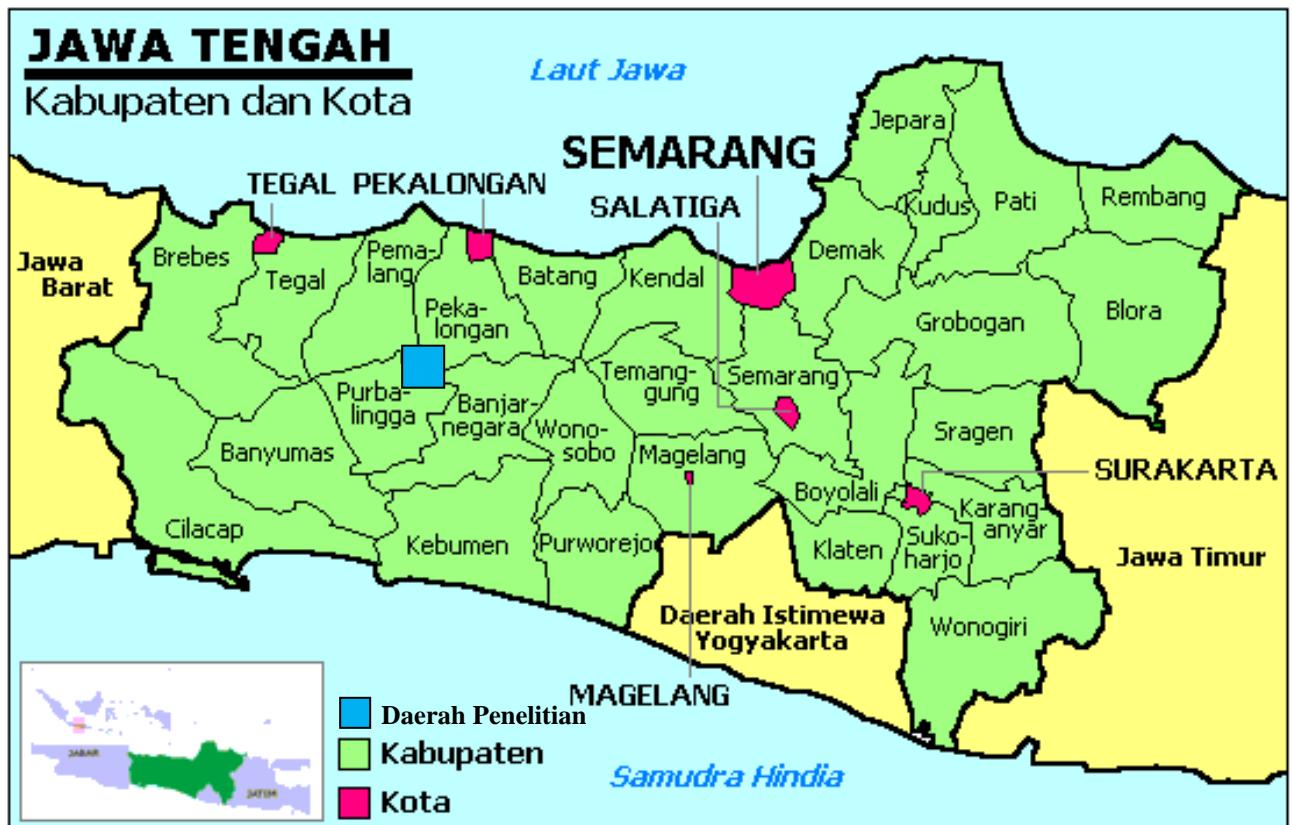 JAWA TENGAH
Kabupaten dan Kota
Laut Jawa
SEMARANG
TEGAL
PEKALONGAN
SALATIGA
Jepara
Kudus
Pati
Rembang
Demak
Brebes
Tegal
Pema-
lang
Peka-
longan
Batang
Kendal
Jawa
Barat
Grobogan
Blora
Purba-
lingga
Banjar-
negara
Wono-
sobo
Temang-
gung
Semarang
Banyumas
Magelang
Sragen
SURAKARTA
Boyolali
Karang
anyar
Cilacap
Kebumen
Purworejo
Klaten
Suko-
harjo
Jawa Timur
Daerah Istimewa
Yogyakarta
Wonogiri
MAGELANG
Samudra Hindia
JABAR
JATIM
Daerah Penelitian
Kabupaten
Kota